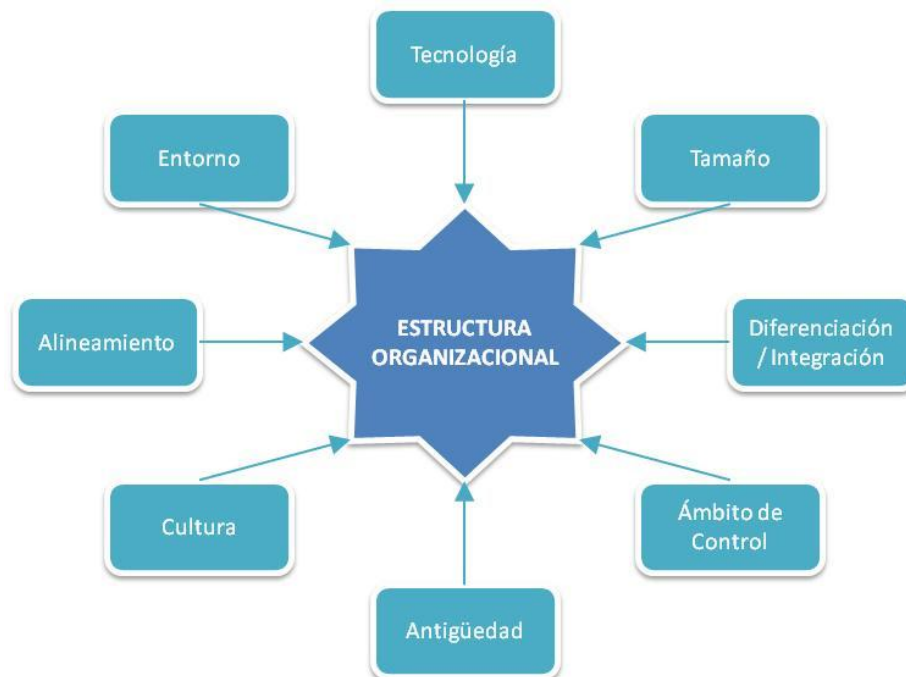 Tecnología
Entorno
Tamaño
Alineamiento
ESTRUCTURA
ORGANIZACIONAL
Diferenciación
/ Integración
Cultura
Ámbito de
Control
Antigüedad